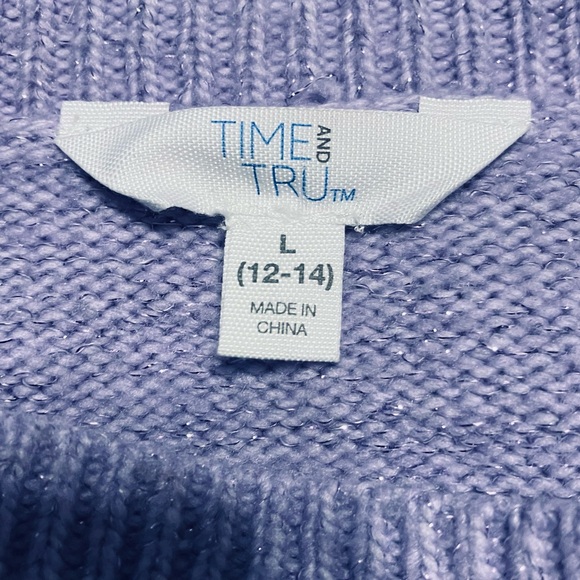 TIME AND
TRU™
L
(12-14)
MADE IN
CHINA